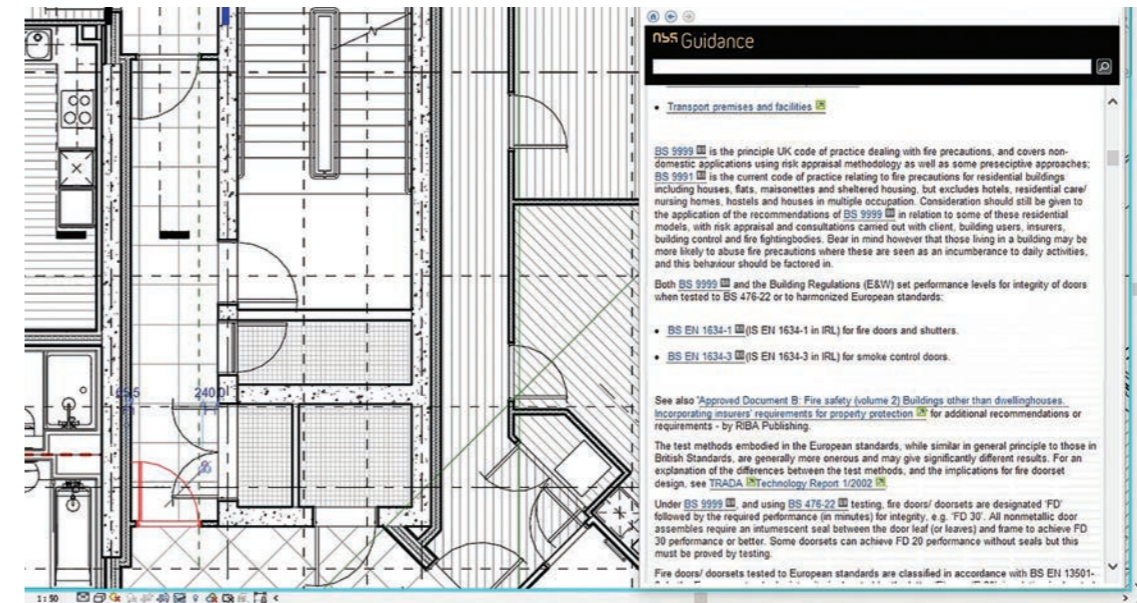 nbs Guidance
• Transport premises and facilities
BS 9999 is the principle UK code of practice dealing with fire precautions, and covers non-
domestic applications using risk appraisal methodology as well as some preseciptive approaches;
BS 9991 is the current code of practice relating to fire precautions for residential buildings
including houses, flats, maisonettes and sheltered housing, but excludes hotels, residential care/
nursing homes, hostels and houses in multiple occupation. Consideration should still be given to
the application of the recommendations of BS 9999 in relation to some of these residential
models, with risk appraisal and consultations carried out with client, building users, insurers,
building control and fire fightingbodies. Bear in mind however that those living in a building may be
more likely to abuse fire precautions where these are seen as an incumberance to daily activities,
and this behaviour should be factored in.
Both BS 9999 and the Building Regulations (E&W) set performance levels for integrity of doors
when tested to BS 476-22 or to harmonized European standards:
• BS EN 1634-1 (IS EN 1634-1 in IRL) for fire doors and shutters.
• BS EN 1634-3 (IS EN 1634-3 in IRL) for smoke control doors.
See also 'Approved Document B: Fire safety (volume 2) Buildings other than dwellinghouses.
Incorporating insurers' requirements for property protection for additional recommendations or
requirements - by RIBA Publishing.
The test methods embodied in the European standards, while similar in general principle to those in
British Standards, are generally more onerous and may give significantly different results. For an
explanation of the differences between the test methods, and the implications for fire doorset
design, see TRADA Technology Report 1/2002 .
Under BS 9999 , and using BS 476-22 testing, fire doors/ doorsets are designated 'FD'
followed by the required performance (in minutes) for integrity, e.g. 'FD 30'. All nonmetallic door
assembles require an intumescent seal between the door leaf (or leaves) and frame to achieve FD
30 performance or better. Some doorsets can achieve FD 20 performance without seals but this
must be proved by testing.
Fire doors/ doorsets tested to European standards are classified in accordance with BS EN 13501-
240.0
1:50